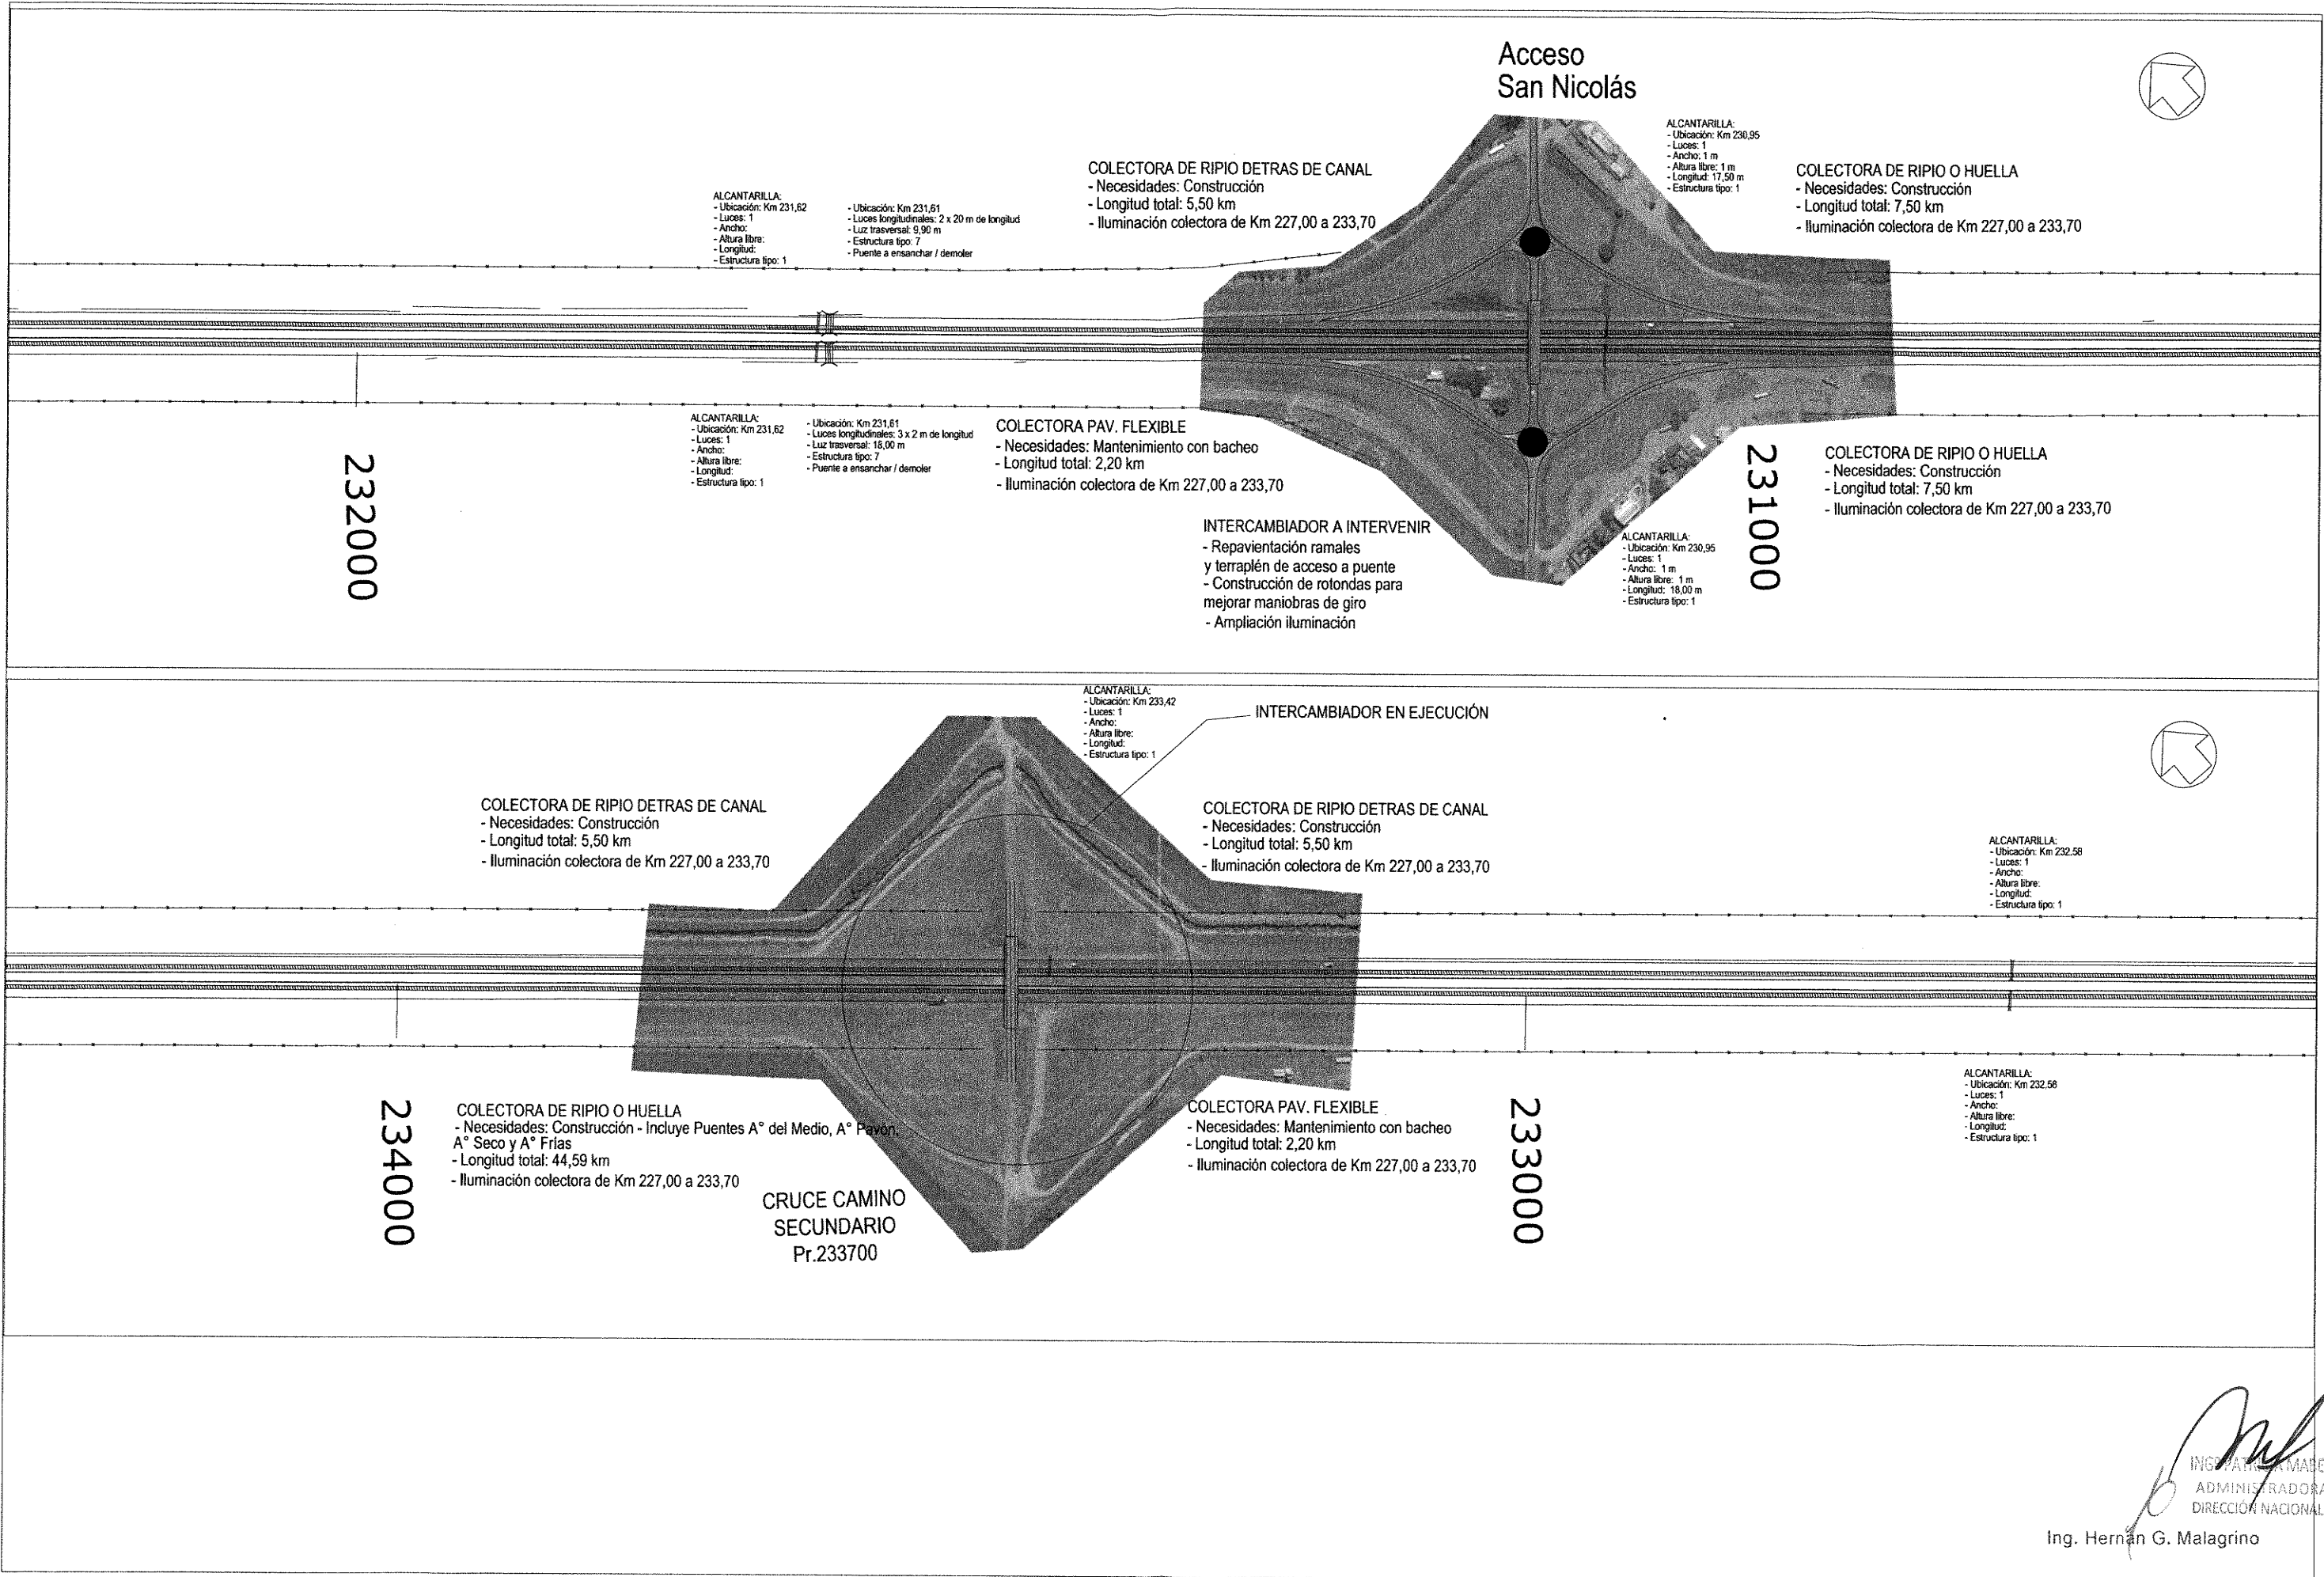 Acceso
San Nicolás
ALCANTARILLA:
- Ubicación: Km 231,62
- Luces: 1
- Ancho:
- Altura libre:
- Longitud:
- Estructura tipo: 1
- Ubicación: Km 231,61
- Luces longitudinales: 2 x 20 m de longitud
- Luz trasversal: 9,90 m
- Estructura tipo: 7
- Puente a ensanchar / demoler
COLECTORA DE RIPIO DETRAS DE CANAL
- Necesidades: Construcción
- Longitud total: 5,50 km
- Iluminación colectora de Km 227,00 a 233,70
ALCANTARILLA:
- Ubicación: Km 230,95
- Luces: 1
- Ancho: 1 m
- Altura libre: 1 m
- Longitud: 17,50 m
- Estructura tipo: 1
COLECTORA DE RIPIO O HUELLA
- Necesidades: Construcción
- Longitud total: 7,50 km
- Iluminación colectora de Km 227,00 a 233,70
232000
ALCANTARILLA:
- Ubicación: Km 231,62
- Luces: 1
- Ancho:
- Altura libre:
- Longitud:
- Estructura tipo: 1
- Ubicación: Km 231,61
- Luces longitudinales: 3 x 2 m de longitud
- Luz trasversal: 18,00 m
- Estructura tipo: 7
- Puente a ensanchar / demoler
COLECTORA PAV. FLEXIBLE
- Necesidades: Mantenimiento con bacheo
- Longitud total: 2,20 km
- Iluminación colectora de Km 227,00 a 233,70
INTERCAMBIADOR A INTERVENIR
- Repavientación ramales
y terraplén de acceso a puente
- Construcción de rotondas para
mejorar maniobras de giro
- Ampliación iluminación
ALCANTARILLA:
- Ubicación: Km 230,95
- Luces: 1
- Ancho: 1 m
- Altura libre: 1 m
- Longitud: 18,00 m
- Estructura tipo: 1
231000
COLECTORA DE RIPIO O HUELLA
- Necesidades: Construcción
- Longitud total: 7,50 km
- Iluminación colectora de Km 227,00 a 233,70
ALCANTARILLA:
- Ubicación: Km 233,42
- Luces: 1
- Ancho:
- Altura libre:
- Longitud:
- Estructura tipo: 1
INTERCAMBIADOR EN EJECUCIÓN
COLECTORA DE RIPIO DETRAS DE CANAL
- Necesidades: Construcción
- Longitud total: 5,50 km
- Iluminación colectora de Km 227,00 a 233,70
COLECTORA DE RIPIO DETRAS DE CANAL
- Necesidades: Construcción
- Longitud total: 5,50 km
- Iluminación colectora de Km 227,00 a 233,70
ALCANTARILLA:
- Ubicación: Km 232,58
- Luces: 1
- Ancho:
- Altura libre:
- Longitud:
- Estructura tipo: 1
234000
COLECTORA DE RIPIO O HUELLA
- Necesidades: Construcción - Incluye Puentes A° del Medio, A° Pavón,
A° Seco y A° Frías
- Longitud total: 44,59 km
- Iluminación colectora de Km 227,00 a 233,70
CRUCE CAMINO
SECUNDARIO
Pr.233700
COLECTORA PAV. FLEXIBLE
- Necesidades: Mantenimiento con bacheo
- Longitud total: 2,20 km
- Iluminación colectora de Km 227,00 a 233,70
233000
ALCANTARILLA:
- Ubicación: Km 232,58
- Luces: 1
- Ancho:
- Altura libre:
- Longitud:
- Estructura tipo: 1
ADMINISTRADORA
DIRECCIÓN NACIONAL
Ing. Hernán G. Malagrino